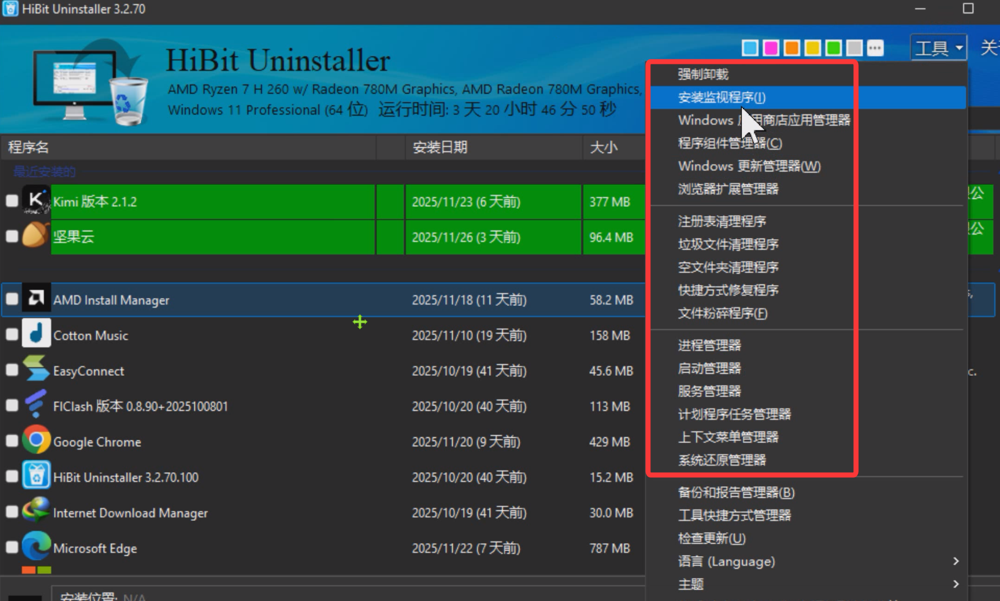 HiBit Uninstaller 3.2.70
HiBit Uninstaller
AMD Ryzen 7 H 260 w/ Radeon 780M Graphics, AMD Radeon 780M Graphics,
Windows 11 Professional (64 位) 运行时间: 3 天 20 小时 46 分 50 秒
工具
程序名 安装日期 大小
最近安装的
Kimi 版本 2.1.2 2025/11/23 (6 天前) 377 MB
坚果云 2025/11/26 (3 天前) 96.4 MB
AMD Install Manager 2025/11/18 (11 天前) 58.2 MB
Cotton Music 2025/11/10 (19 天前) 158 MB
EasyConnect 2025/10/19 (41 天前) 45.6 MB
FlClash 版本 0.8.90+2025100801 2025/10/20 (40 天前) 113 MB
Google Chrome 2025/11/20 (9 天前) 429 MB
HiBit Uninstaller 3.2.70.100 2025/10/20 (40 天前) 15.2 MB
Internet Download Manager 2025/10/19 (41 天前) 30.0 MB
Microsoft Edge 2025/11/22 (7 天前) 787 MB
安装位置: N/A
强制卸载
安装监视程序(I)
Windows 应用商店应用管理器
程序组件管理器(C)
Windows 更新管理器(W)
浏览器扩展管理器
注册表清理程序
垃圾文件清理程序
空文件夹清理程序
快捷方式修复程序
文件粉碎程序(F)
进程管理器
启动管理器
服务管理器
计划程序任务管理器
上下文菜单管理器
系统还原管理器
备份和报告管理器(B)
工具快捷方式管理器
检查更新(U)
语言 (Language)
主题
公
公
c.